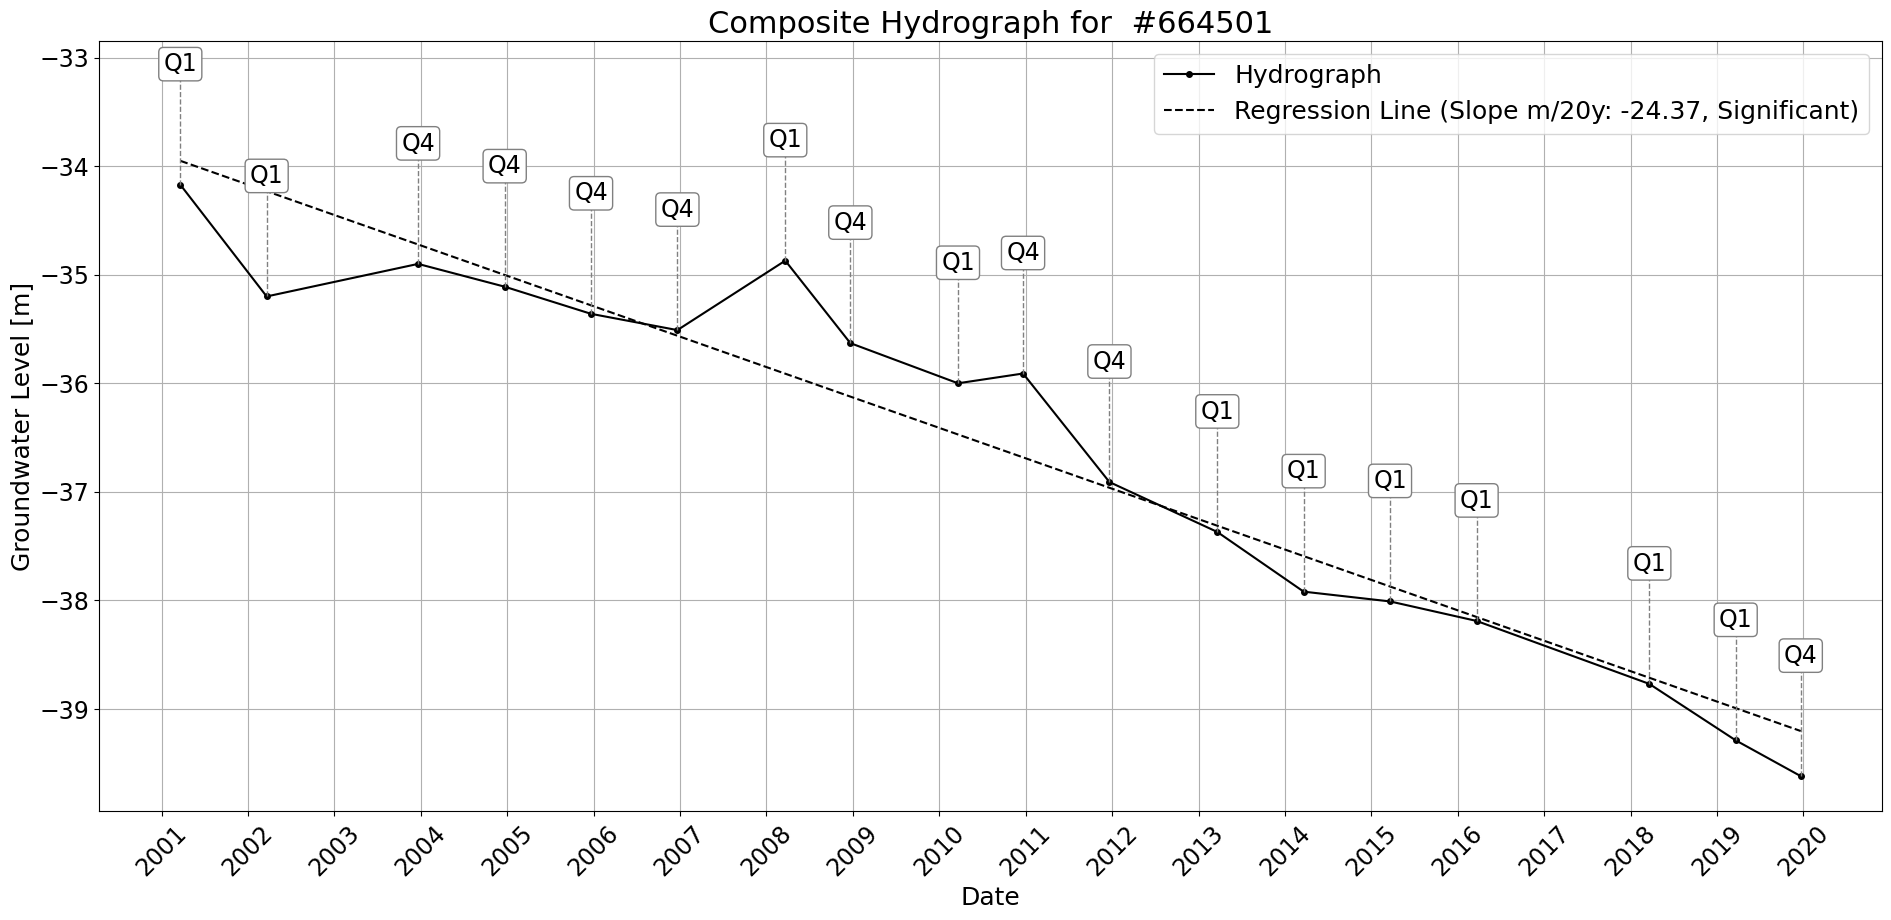 Composite Hydrograph for #664501
Hydrograph
Regression Line (Slope m/20y: -24.37, Significant)
Groundwater Level [m]
−33
−34
−35
−36
−37
−38
−39
Q1
Q1
Q4
Q4
Q4
Q4
Q1
Q4
Q1
Q4
Q4
Q1
Q1
Q1
Q1
Q1
Q1
Q4
2001
2002
2003
2004
2005
2006
2007
2008
2009
2010
2011
2012
2013
2014
2015
2016
2017
2018
2019
2020
Date